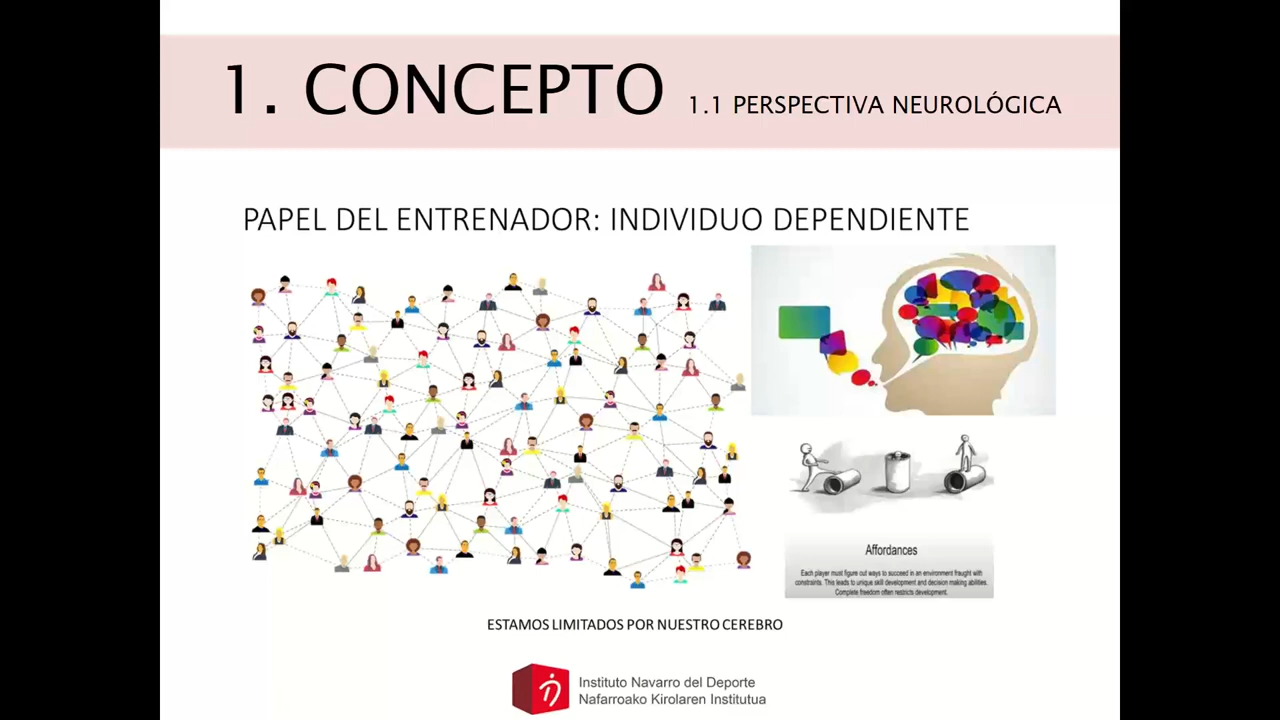 1. CONCEPTO 1.1 PERSPECTIVA NEUROLÓGICA
PAPEL DEL ENTRENADOR: INDIVIDUO DEPENDIENTE
Affordances
Each player must figure out ways to succeed in an environment fraught with
constraints. This leads to unique skill development and decision making abilities.
Complete freedom often restricts development.
ESTAMOS LIMITADOS POR NUESTRO CEREBRO
Instituto Navarro del Deporte
Nafarroako Kirolaren Institutua